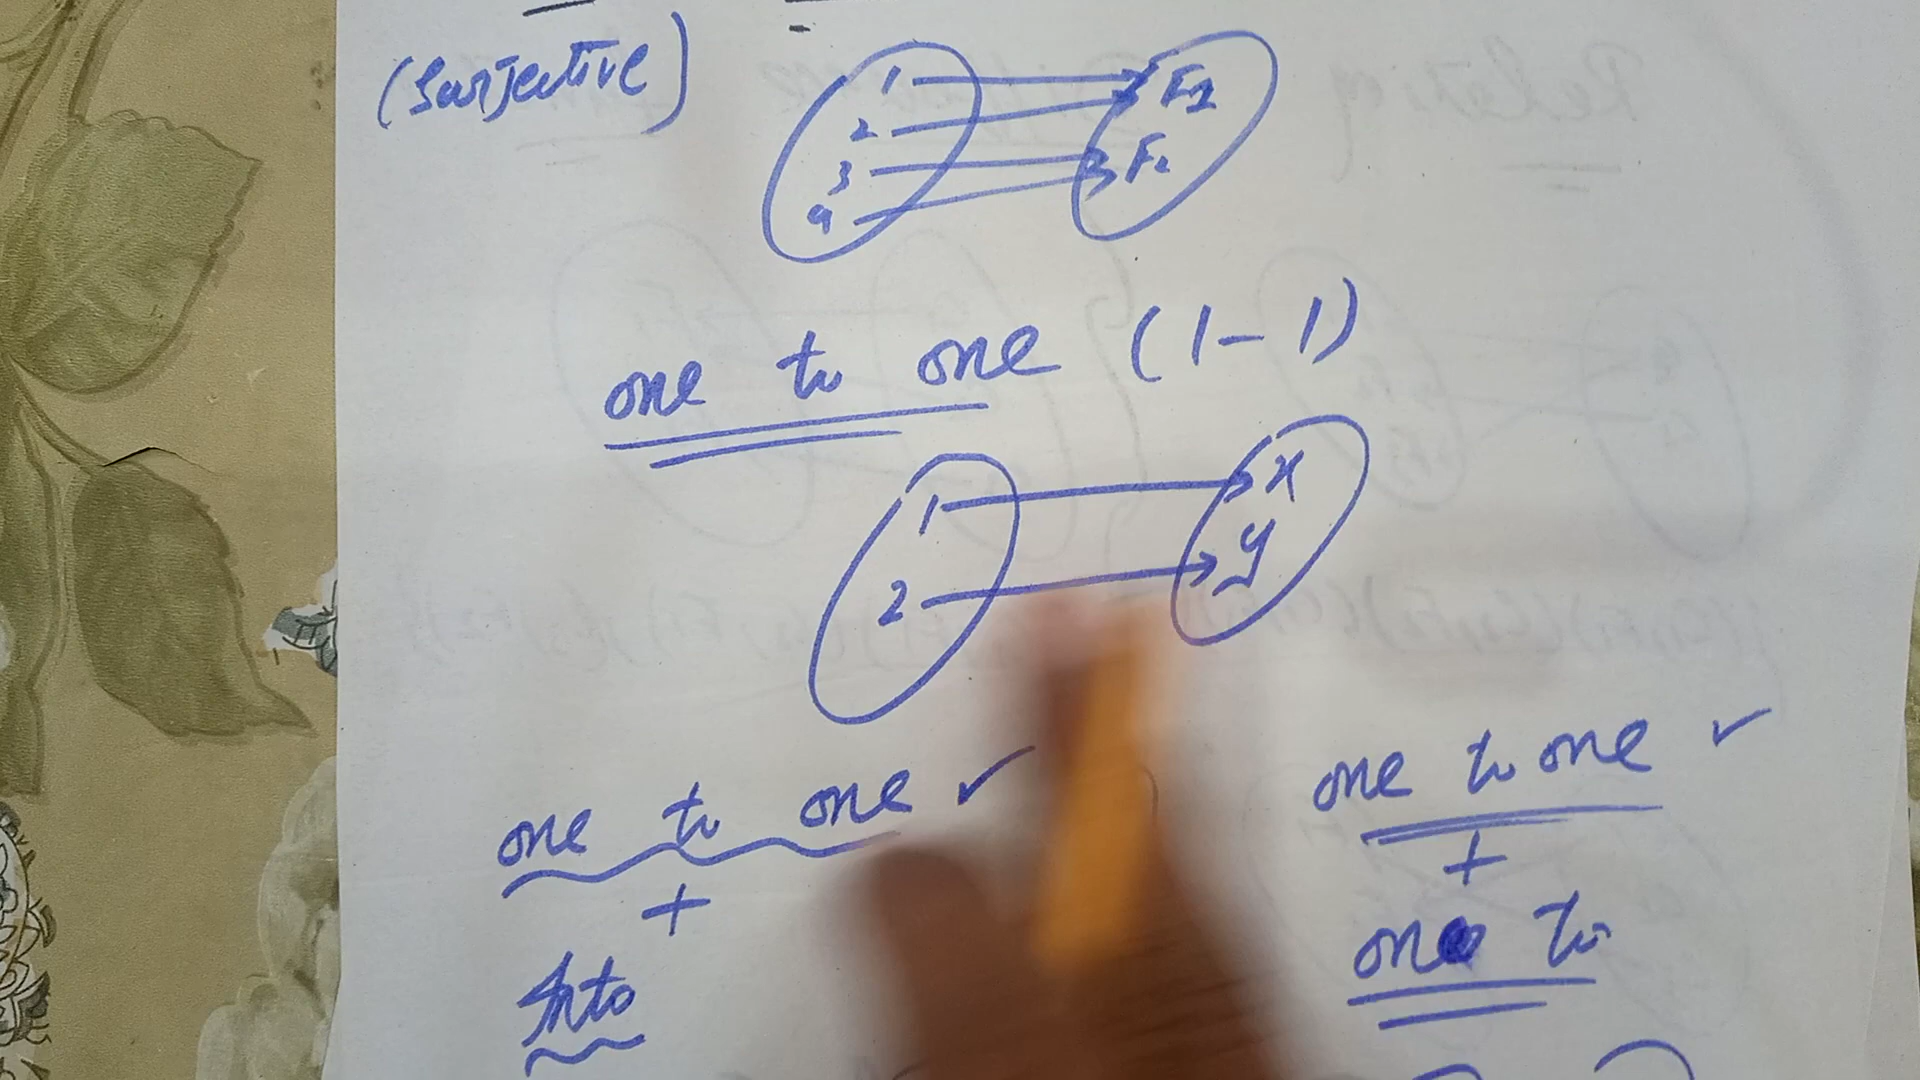 (Surjective)
1
2
3
4
F2
F2
one to one (1-1)
1
2
x
y
one to one ✓
+
Into
one to one ✓
+
one to